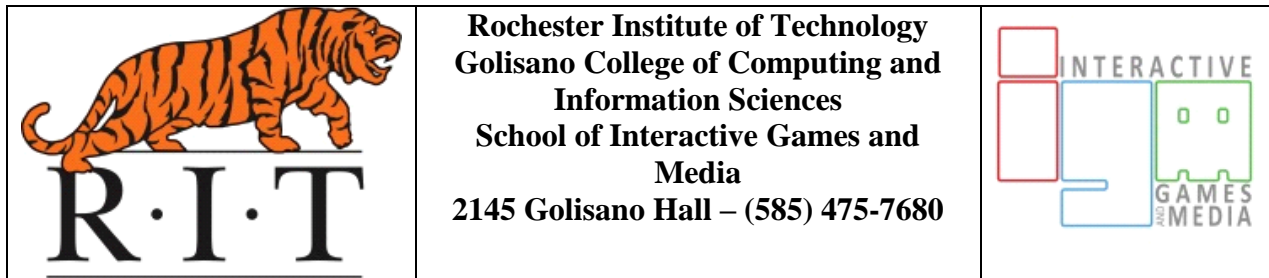 R·I·T
Rochester Institute of Technology
Golisano College of Computing and
Information Sciences
School of Interactive Games and
Media
2145 Golisano Hall – (585) 475-7680
INTERACTIVE
GAMES
AND MEDIA